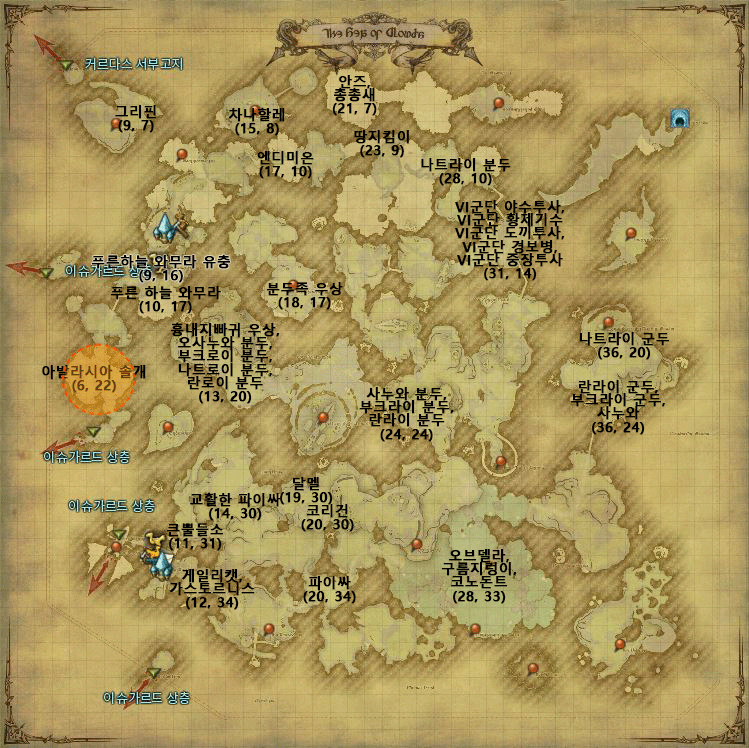 커르다스 서부고지
그리핀
(9, 7)
차나할레
(15, 8)
안즈,
총총새
(21, 7)
땅지킴이
(23, 9)
엔디미온
(17, 10)
나트라이 분두
(28, 10)
VI군단 야수투사,
VI군단 황제기수
VI군단 도끼투사,
VI군단 경보병,
VI군단 중장투사
(31, 14)
푸른하늘 와무라 유충
(9, 16)
이슈가르드 상층
푸른 하늘 와무라
(10, 17)
분두족 우상
(18, 17)
흉내지빠귀 우상,
오사누와 분두,
부크로이 분두,
나트로이 분두,
란로이 분두
(13, 20)
나트라이 군두
(36, 20)
아발라시아 솔개
(6, 22)
사누와 분두,
부크라이 분두,
란라이 분두
(24, 24)
란라이 군두,
부크라이 군두,
사누와
(36, 24)
이슈가르드 상층
달멜
(19, 30)
교활한 파이싸
(14, 30)
코리건
(20, 30)
이슈가르드 상층
큰뿔들소
(11, 31)
게일리캣,
가스토르니스
(12, 34)
파이싸
(20, 34)
오브델라,
구름지렁이,
코노돈트
(28, 33)
이슈가르드 상층